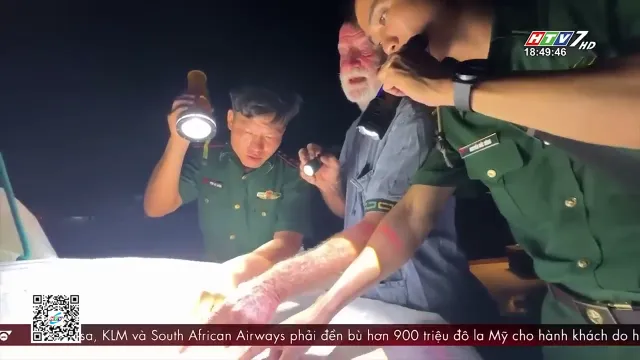 HTV7 HD
18:49:46
sa, KLM và South African Airways phải đền bù hơn 900 triệu đô la Mỹ cho hành khách do h